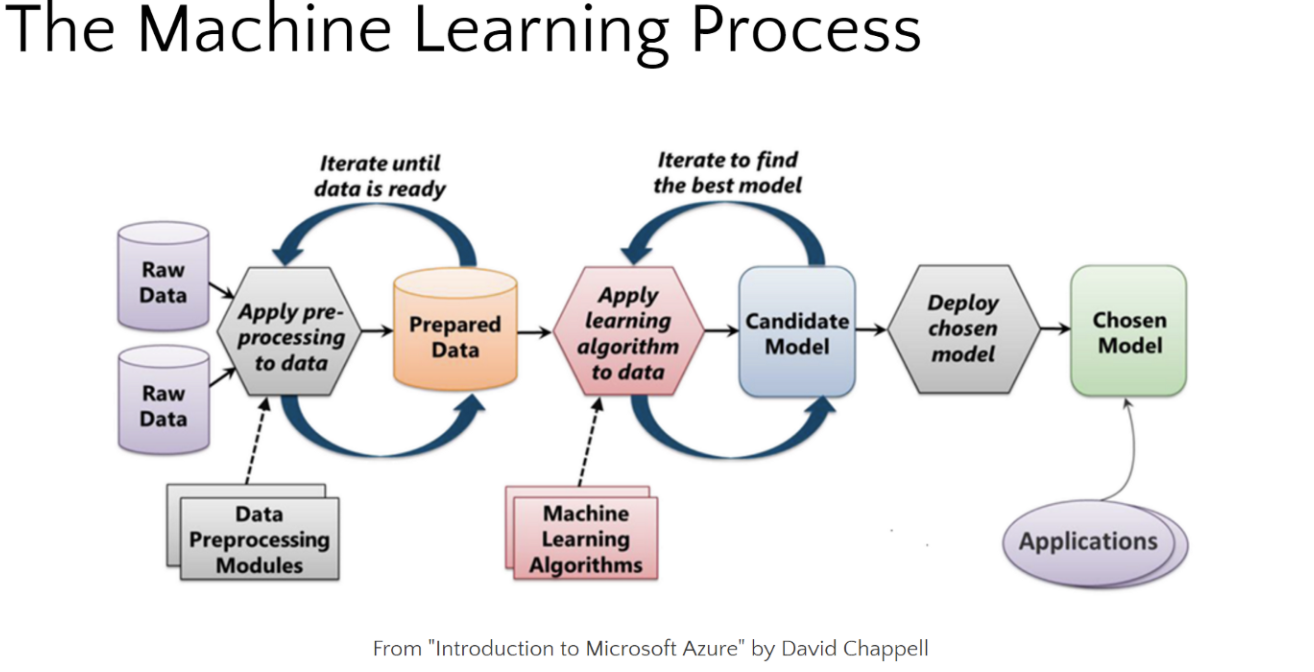 The Machine Learning Process
Iterate until
data is ready
Iterate to find
the best model
Raw
Data
Raw
Data
Apply pre-
processing
to data
Prepared
Data
Apply
learning
algorithm
to data
Candidate
Model
Deploy
chosen
model
Chosen
Model
Data
Preprocessing
Modules
Machine
Learning
Algorithms
Applications
From "Introduction to Microsoft Azure" by David Chappell